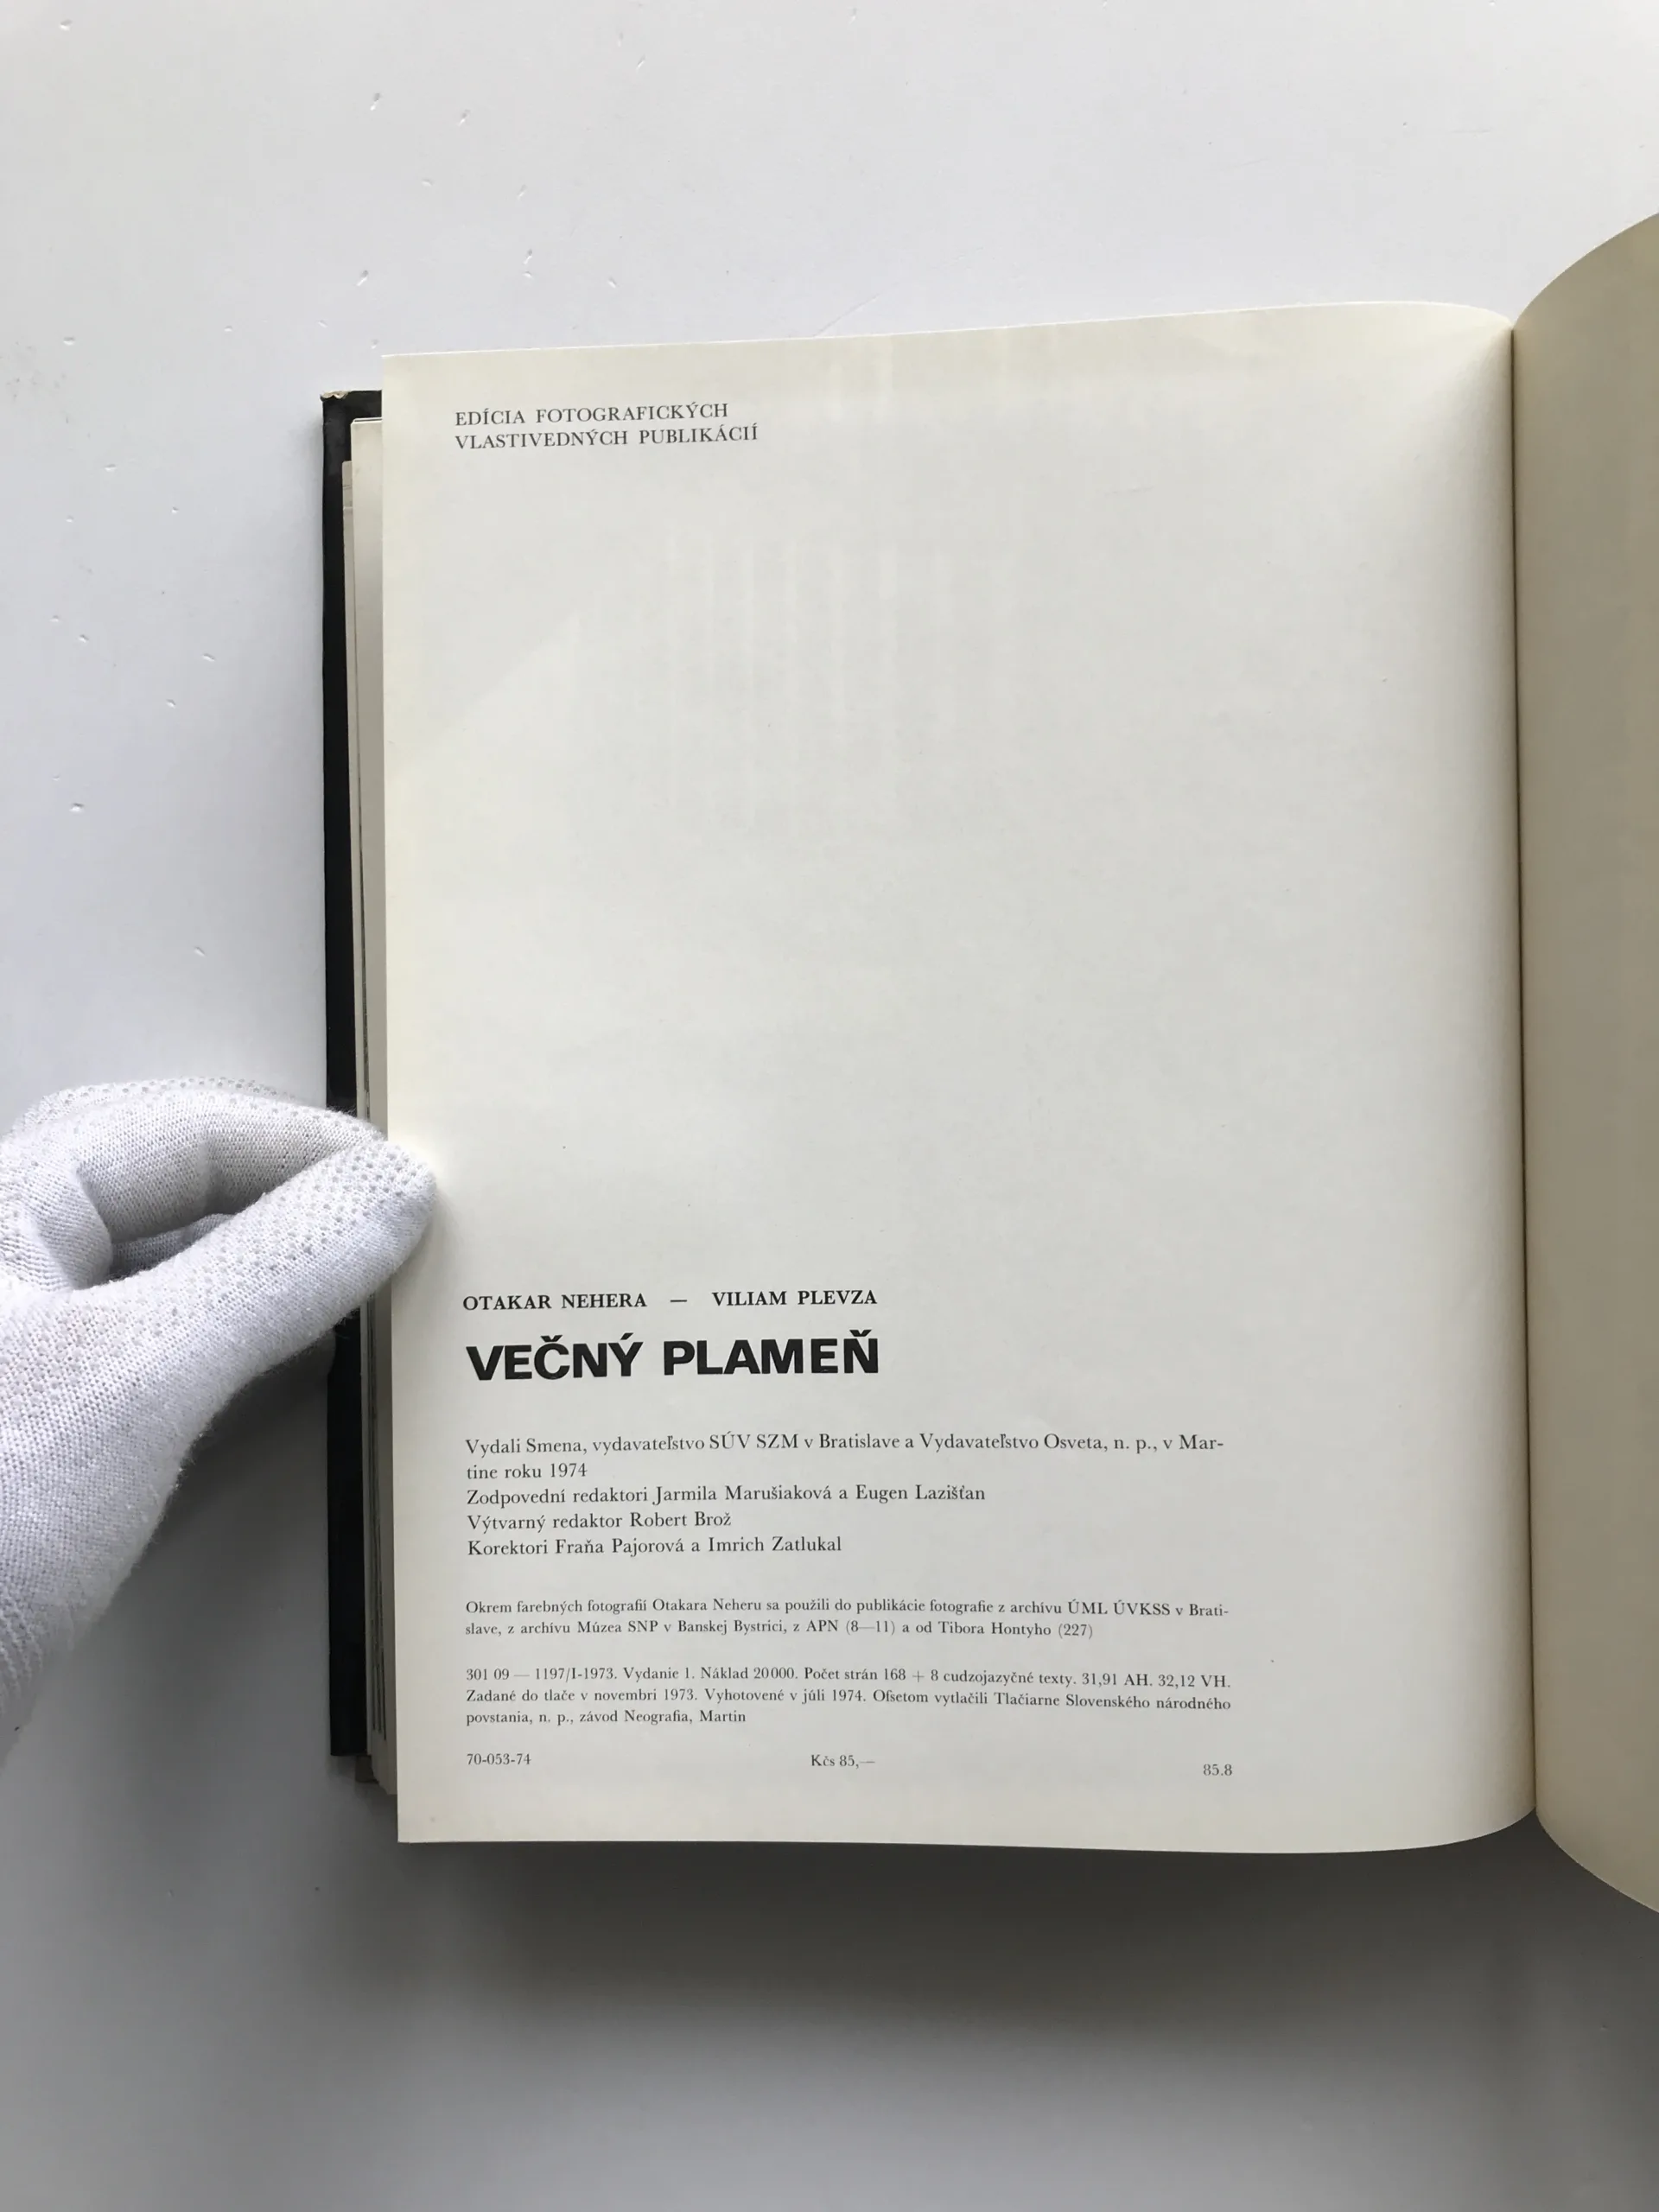 EDÍCIA FOTOGRAFICKÝCH
VLASTIVEDNÝCH PUBLIKÁCIÍ
OTAKAR NEHERA — VILIAM PLEVZA
VEČNÝ PLAMEŇ
Vydali Smena, vydavateľstvo SÚV SZM v Bratislave a Vydavateľstvo Osveta, n. p., v Mar-
tine roku 1974
Zodpovední redaktori Jarmila Marušiaková a Eugen Lazišťan
Výtvarný redaktor Robert Brož
Korektori Fraňa Pajorová a Imrich Zatlukal
Okrem farebných fotografií Otakara Neheru sa použili do publikácie fotografie z archívu ÚML ÚVKSS v Brati-
slave, z archívu Múzea SNP v Banskej Bystrici, z APN (8—11) a od Tibora Hontyho (227)
301 09 — 1197/I-1973. Vydanie 1. Náklad 20000. Počet strán 168 + 8 cudzojazyčné texty. 31,91 AH. 32,12 VH.
Zadané do tlače v novembri 1973. Vyhotovené v júli 1974. Ofsetom vytlačili Tlačiarne Slovenského národného
povstania, n. p., závod Neografia, Martin
70-053-74 Kčs 85,— 85.8